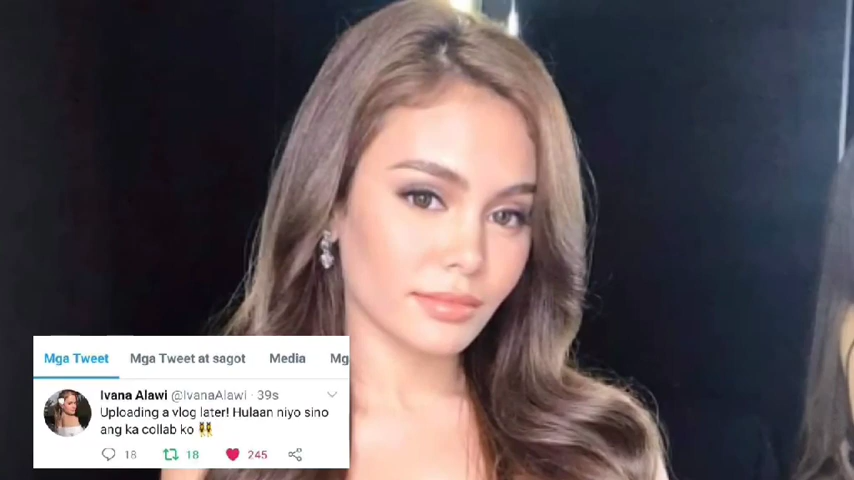 Mga Tweet Mga Tweet at sagot Media Mg
Ivana Alawi @IvanaAlawi · 39s
Uploading a vlog later! Hulaan niyo sino
ang ka collab ko 👯
18 18 245